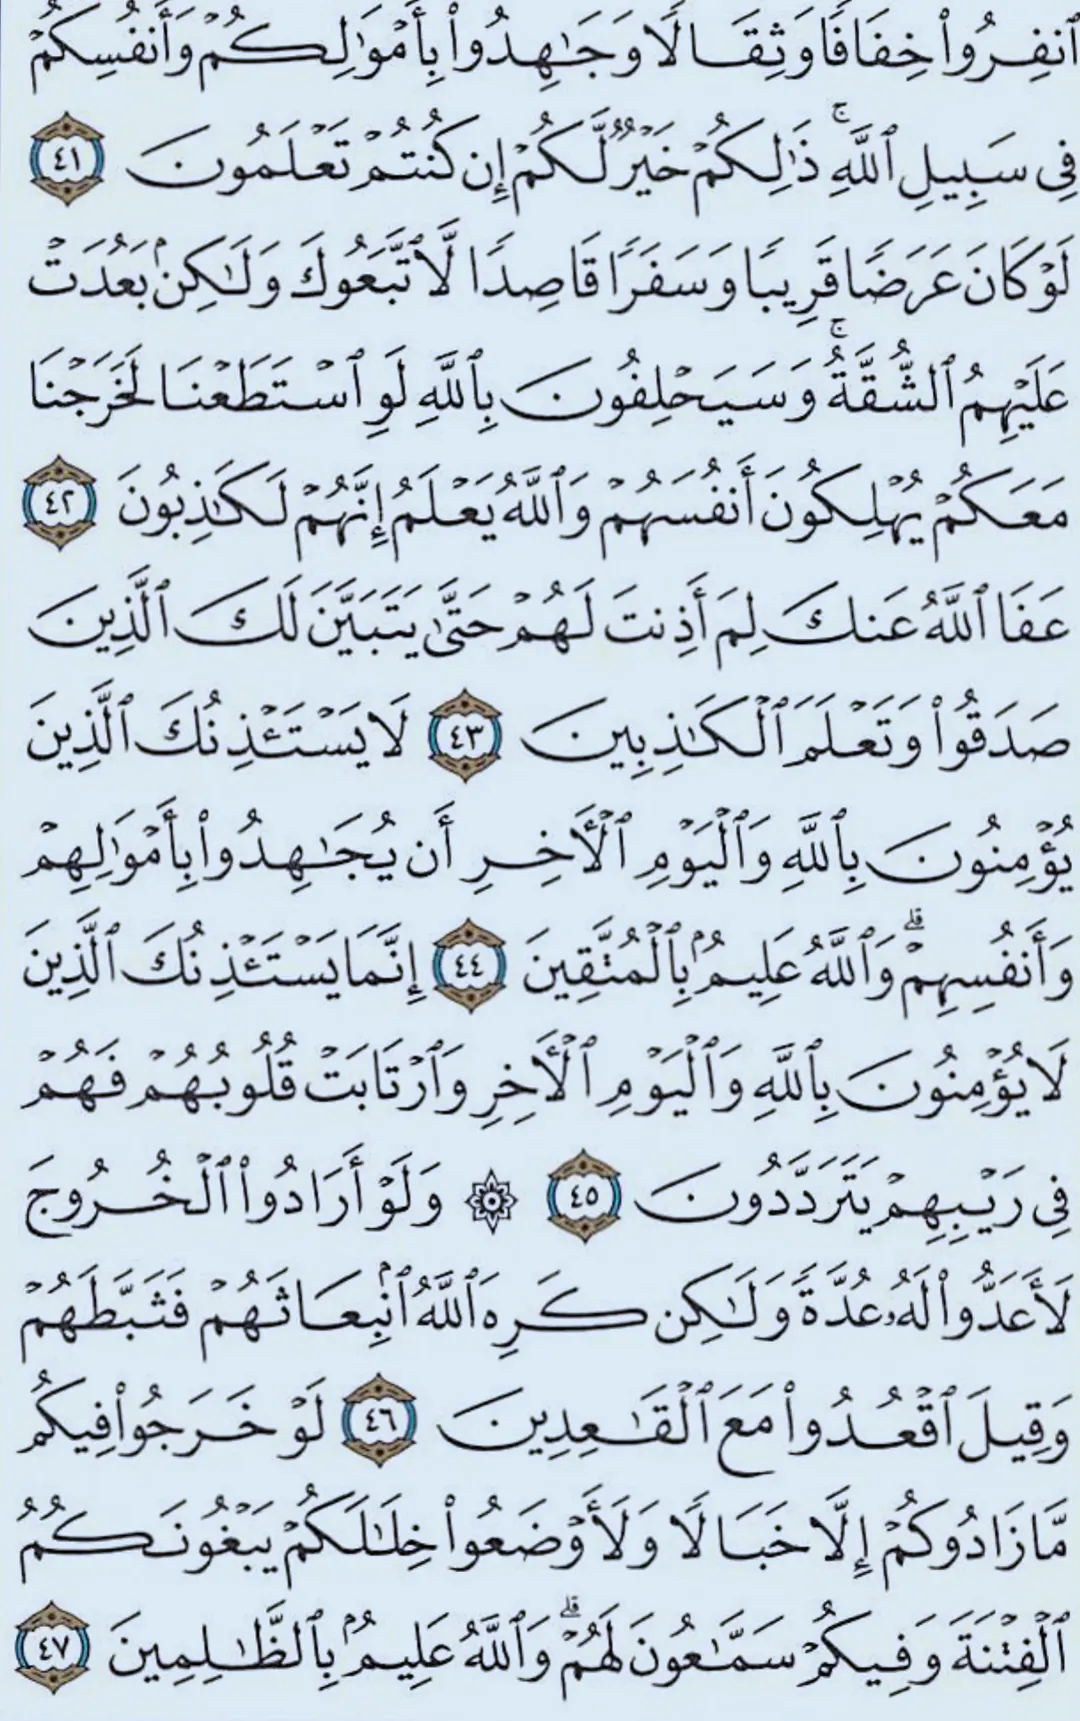 ٱنفِرُوا۟ خِفَافًا وَثِقَالًا وَجَـٰهِدُوا۟ بِأَمْوَٰلِكُمْ وَأَنفُسِكُمْ
فِى سَبِيلِ ٱللَّهِ ۚ ذَٰلِكُمْ خَيْرٌ لَّكُمْ إِن كُنتُمْ تَعْلَمُونَ ٤١
لَوْ كَانَ عَرَضًا قَرِيبًا وَسَفَرًا قَاصِدًا لَّٱتَّبَعُوكَ وَلَـٰكِنۢ بَعُدَتْ
عَلَيْهِمُ ٱلشُّقَّةُ ۚ وَسَيَحْلِفُونَ بِٱللَّهِ لَوِ ٱسْتَطَعْنَا لَخَرَجْنَا
مَعَكُمْ يُهْلِكُونَ أَنفُسَهُمْ وَٱللَّهُ يَعْلَمُ إِنَّهُمْ لَكَـٰذِبُونَ ٤٢
عَفَا ٱللَّهُ عَنكَ لِمَ أَذِنتَ لَهُمْ حَتَّىٰ يَتَبَيَّنَ لَكَ ٱلَّذِينَ
صَدَقُوا۟ وَتَعْلَمَ ٱلْكَـٰذِبِينَ ٤٣ لَا يَسْتَـْٔذِنُكَ ٱلَّذِينَ
يُؤْمِنُونَ بِٱللَّهِ وَٱلْيَوْمِ ٱلْـَٔاخِرِ أَن يُجَـٰهِدُوا۟ بِأَمْوَٰلِهِمْ
وَأَنفُسِهِمْ ۗ وَٱللَّهُ عَلِيمٌۢ بِٱلْمُتَّقِينَ ٤٤ إِنَّمَا يَسْتَـْٔذِنُكَ ٱلَّذِينَ
لَا يُؤْمِنُونَ بِٱللَّهِ وَٱلْيَوْمِ ٱلْـَٔاخِرِ وَٱرْتَابَتْ قُلُوبُهُمْ فَهُمْ
فِى رَيْبِهِمْ يَتَرَدَّدُونَ ٤٥ ۞ وَلَوْ أَرَادُوا۟ ٱلْخُرُوجَ
لَأَعَدُّوا۟ لَهُۥ عُدَّةً وَلَـٰكِن كَرِهَ ٱللَّهُ ٱنۢبِعَاثَهُمْ فَثَبَّطَهُمْ
وَقِيلَ ٱقْعُدُوا۟ مَعَ ٱلْقَـٰعِدِينَ ٤٦ لَوْ خَرَجُوا۟ فِيكُم
مَّا زَادُوكُمْ إِلَّا خَبَالًا وَلَأَوْضَعُوا۟ خِلَـٰلَكُمْ يَبْغُونَكُمُ
ٱلْفِتْنَةَ وَفِيكُمْ سَمَّـٰعُونَ لَهُمْ ۗ وَٱللَّهُ عَلِيمٌۢ بِٱلظَّـٰلِمِينَ ٤٧